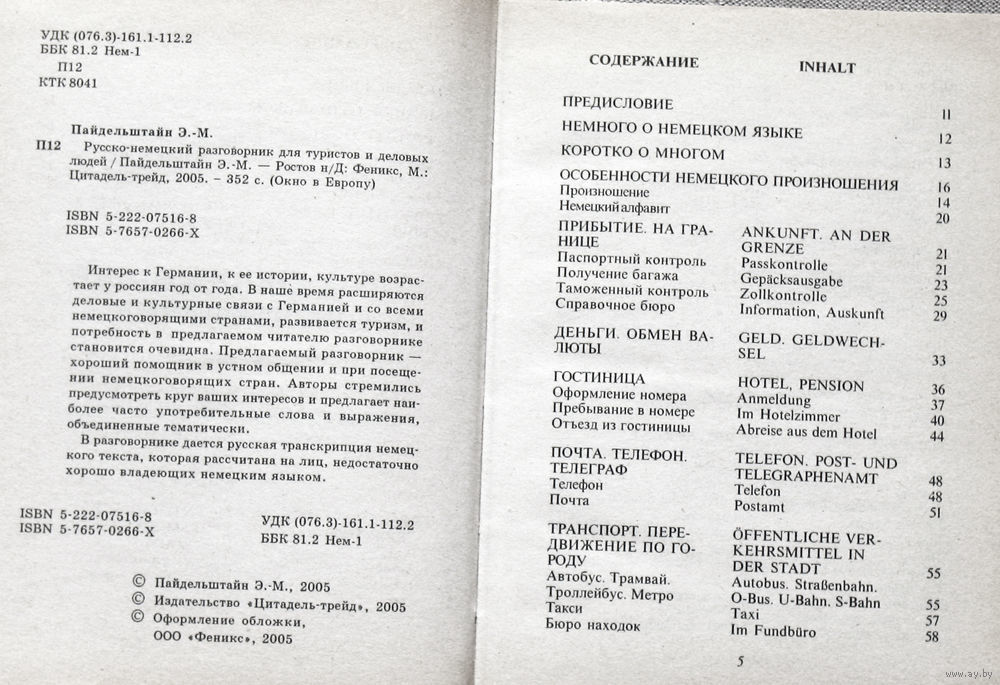 УДК (076.3)-161.1-112.2
ББК 81.2 Нем-1
П12
КТК 8041
Пайдельштайн Э.-М.
П12 Русско-немецкий разговорник для туристов и деловых
людей / Пайдельштайн Э.-М. — Ростов н/Д: Феникс, М.:
Цитадель-трейд, 2005. – 352 с. (Окно в Европу)
ISBN 5-222-07516-8
ISBN 5-7657-0266-X
Интерес к Германии, к ее истории, культуре возрас-
тает у россиян год от года. В наше время расширяются
деловые и культурные связи с Германией и со всеми
немецкоговорящими странами, развивается туризм, и
потребность в предлагаемом читателю разговорнике
становится очевидна. Предлагаемый разговорник —
хороший помощник в устном общении и при посеще-
нии немецкоговорящих стран. Авторы стремились
предусмотреть круг ваших интересов и предлагает наи-
более часто употребительные слова и выражения,
объединенные тематически.
В разговорнике дается русская транскрипция немец-
кого текста, которая рассчитана на лиц, недостаточно
хорошо владеющих немецким языком.
ISBN 5-222-07516-8
ISBN 5-7657-0266-X
УДК (076.3)-161.1-112.2
ББК 81.2 Нем-1
© Пайдельштайн Э.-М., 2005
© Издательство «Цитадель-трейд», 2005
© Оформление обложки,
ООО «Феникс», 2005
СОДЕРЖАНИЕ INHALT
ПРЕДИСЛОВИЕ 11
НЕМНОГО О НЕМЕЦКОМ ЯЗЫКЕ 12
КОРОТКО О МНОГОМ 13
ОСОБЕННОСТИ НЕМЕЦКОГО ПРОИЗНОШЕНИЯ 16
Произношение 14
Немецкий алфавит 20
ПРИБЫТИЕ. НА ГРА- ANKUNFT. AN DER
НИЦЕ GRENZE 21
Паспортный контроль Passkontrolle 21
Получение багажа Gepäcksausgabe 23
Таможенный контроль Zollkontrolle 25
Справочное бюро Information, Auskunft 29
ДЕНЬГИ. ОБМЕН ВА- GELD. GELDWECH-
ЛЮТЫ SEL 33
ГОСТИНИЦА HOTEL, PENSION 36
Оформление номера Anmeldung 37
Пребывание в номере Im Hotelzimmer 40
Отъезд из гостиницы Abreise aus dem Hotel 44
ПОЧТА. ТЕЛЕФОН. TELEFON. POST- UND
ТЕЛЕГРАФ TELEGRAPHENAMT 48
Телефон Telefon 48
Почта Postamt 51
ТРАНСПОРТ. ПЕРЕ- ÖFFENTLICHE VER-
ДВИЖЕНИЕ ПО ГО- KEHRSMITTEL IN
РОДУ DER STADT 55
Автобус. Трамвай. Autobus. Straßenbahn.
Троллейбус. Метро O-Bus. U-Bahn. S-Bahn 55
Такси Taxi 57
Бюро находок Im Fundbüro 58
5
www.ay.by